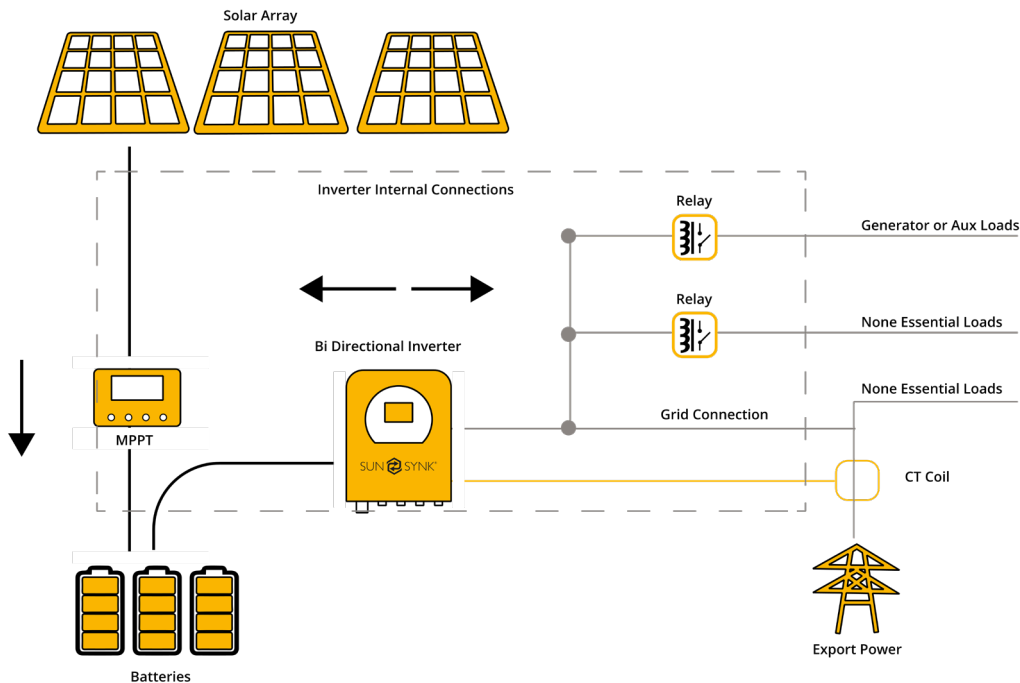 Solar Array
Inverter Internal Connections
Relay
Generator or Aux Loads
Relay
None Essential Loads
Bi Directional Inverter
None Essential Loads
Grid Connection
MPPT
SUN SYNK
CT Coil
Export Power
Batteries